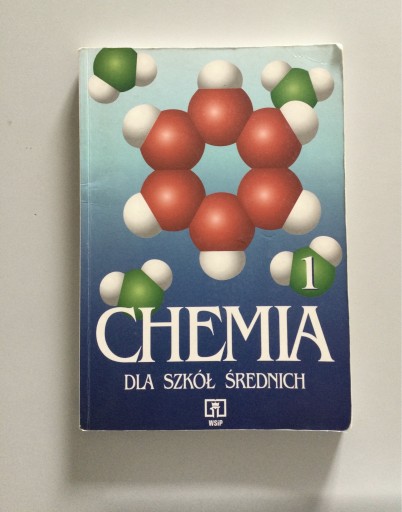 1
CHEMIA
DLA SZKÓŁ ŚREDNICH
WSiP